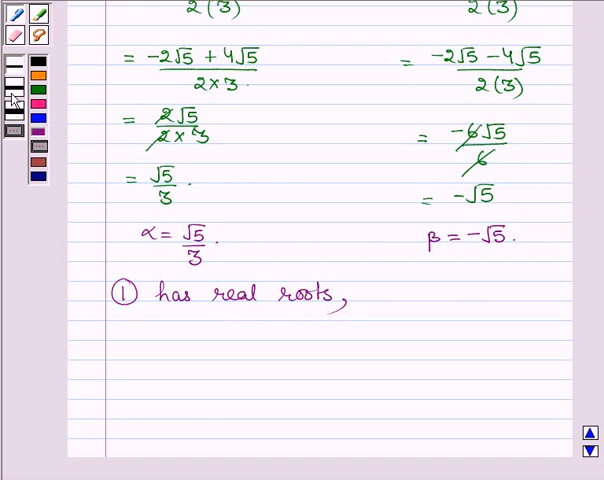 2(3) 2(3)
= -2√5 + 4√5 / 2×3. = -2√5 - 4√5 / 2(3)
= 2√5 / 2×3 = -6√5 / 6
= √5 / 3. = -√5
α = √5 / 3. β = -√5.
① has real roots,